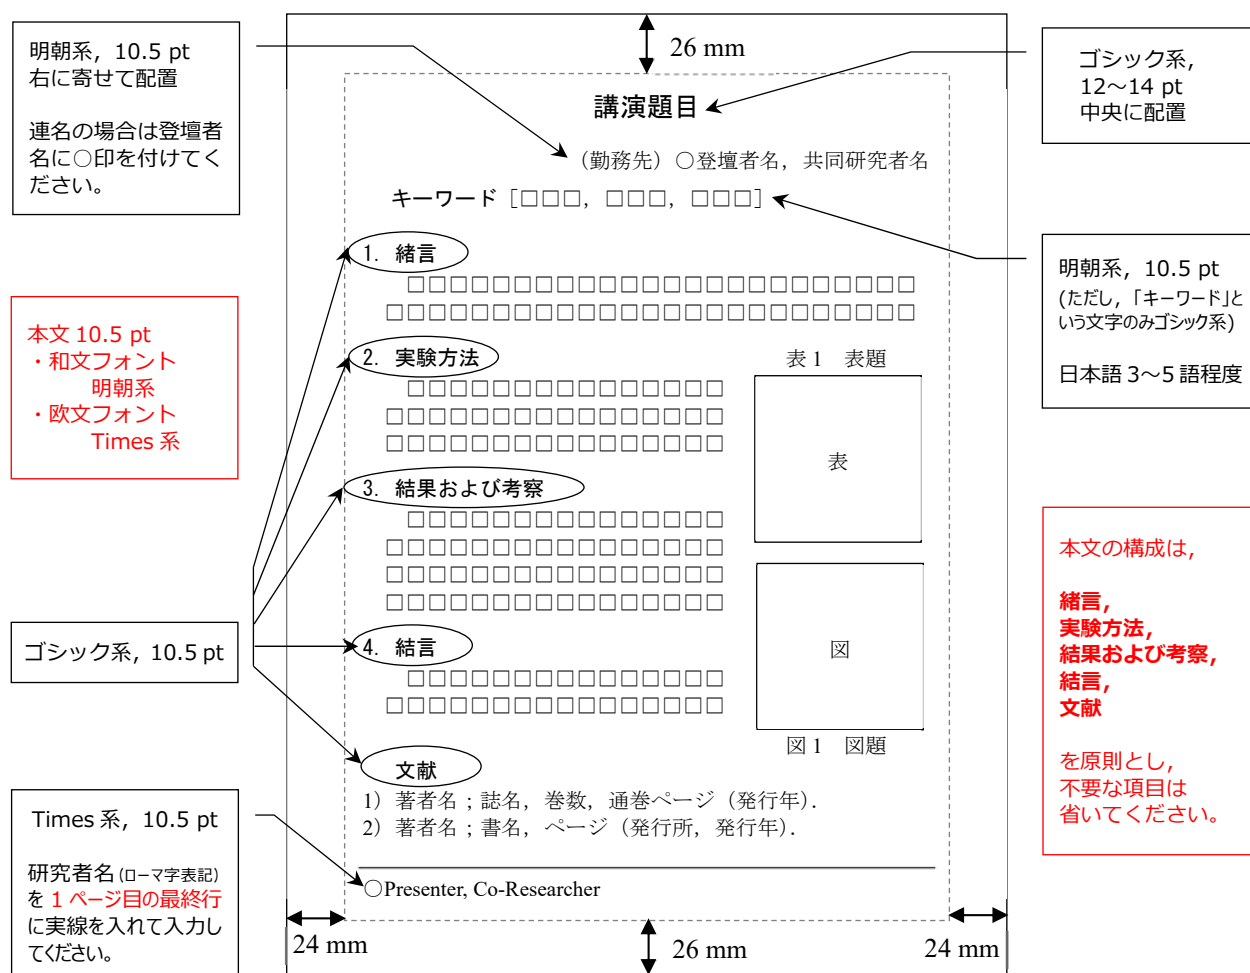 明朝系，10.5 pt
右に寄せて配置
連名の場合は登壇者
名に○印を付けてく
ださい。
本文 10.5 pt
・和文フォント
明朝系
・欧文フォント
Times 系
ゴシック系，10.5 pt
Times 系，10.5 pt
研究者名(ローマ字表記)
を 1 ページ目の最終行
に実線を入れて入力し
てください。
26 mm
講演題目
（勤務先）○登壇者名，共同研究者名
キーワード［□□□，□□□，□□□］
1. 緒言
□□□□□□□□□□□□□□□□□□□□□□□□
□□□□□□□□□□□□□□□□□□□□□□□□□
2. 実験方法
□□□□□□□□□□□□□□□
□□□□□□□□□□□□□□□□
□□□□□□□□□□□□□□□□
表 1　表題
表
3. 結果および考察
□□□□□□□□□□□□□□□
□□□□□□□□□□□□□□□□
□□□□□□□□□□□□□□□□
□□□□□□□□□□□□□□□□
4. 結言
□□□□□□□□□□□□□□□
□□□□□□□□□□□□□□□□
図
図 1　図題
文献
1）著者名；誌名，巻数，通巻ページ（発行年）.
2）著者名；書名，ページ（発行所，発行年）.
○Presenter, Co-Researcher
24 mm
26 mm
24 mm
ゴシック系，
12～14 pt
中央に配置
明朝系，10.5 pt
(ただし，「キーワード」と
いう文字のみゴシック系)
日本語 3～5 語程度
本文の構成は，
緒言，
実験方法，
結果および考察，
結言，
文献
を原則とし，
不要な項目は
省いてください。